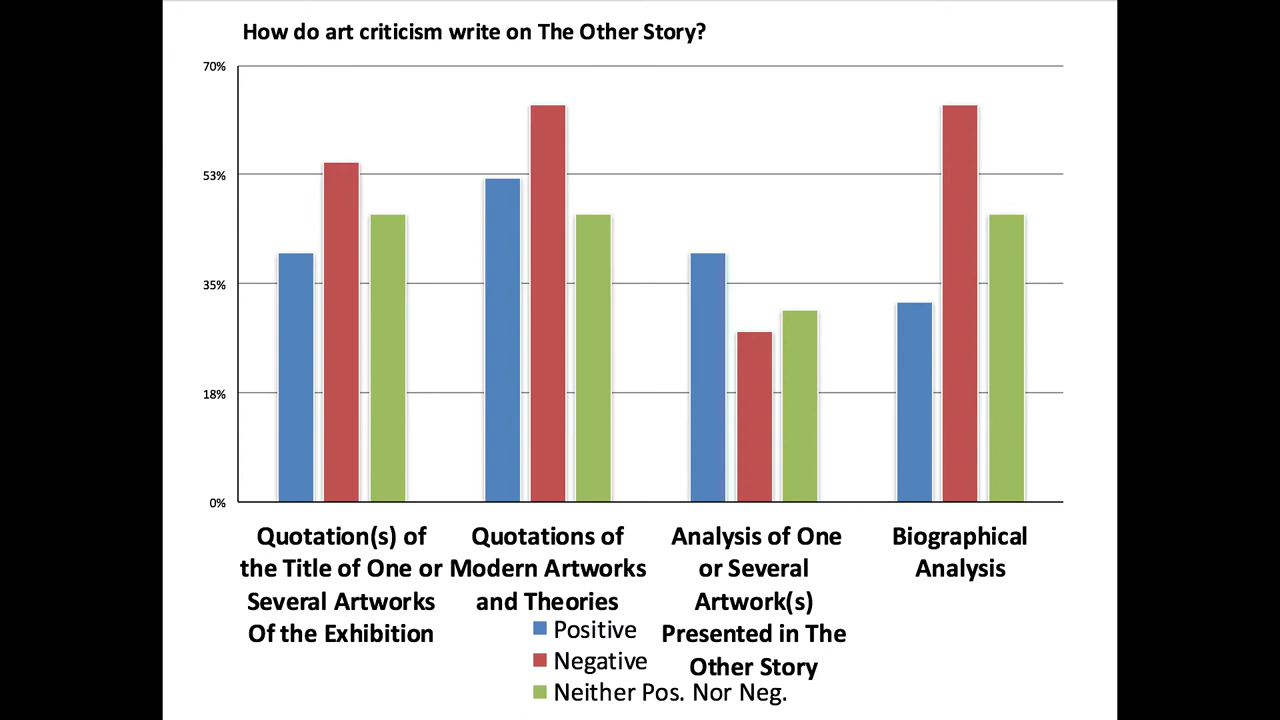 How do art criticism write on The Other Story?
70%
53%
35%
18%
0%
Quotation(s) of
the Title of One or
Several Artworks
Of the Exhibition
Quotations of
Modern Artworks
and Theories
Analysis of One
or Several
Artwork(s)
Presented in The
Other Story
Biographical
Analysis
Positive
Negative
Neither Pos. Nor Neg.